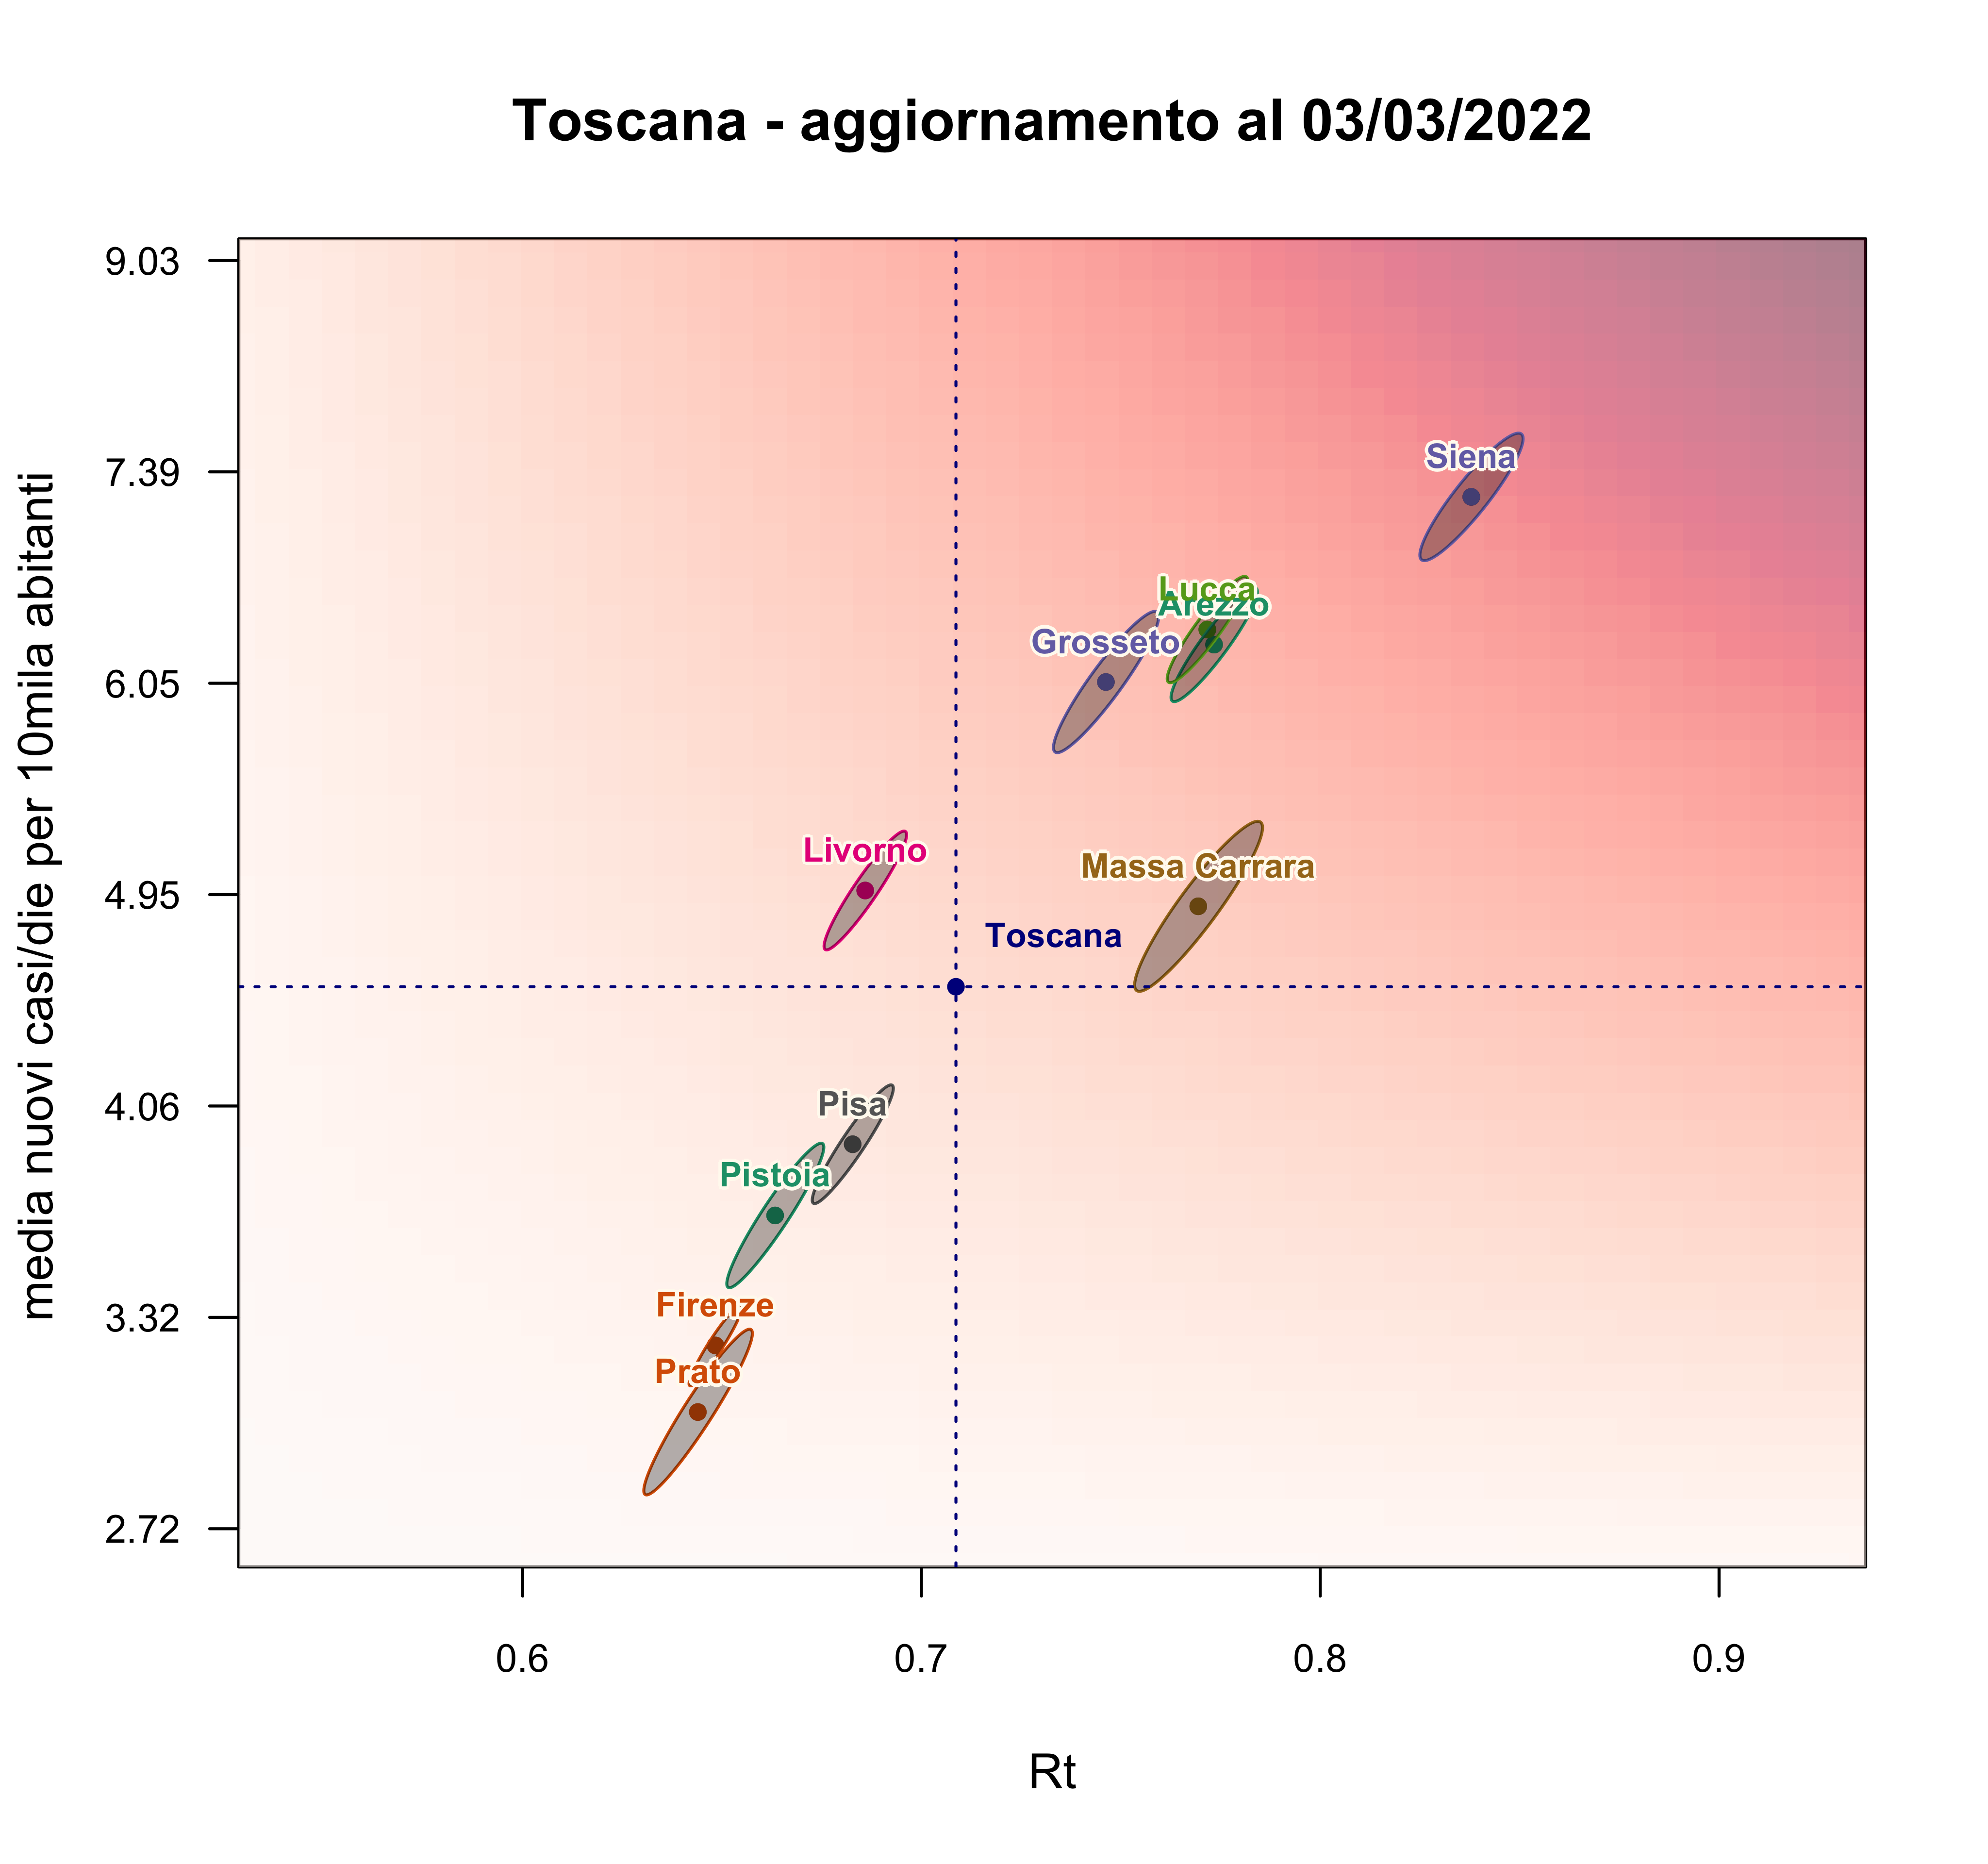 Toscana - aggiornamento al 03/03/2022
media nuovi casi/die per 10mila abitanti
9.03
7.39
6.05
4.95
4.06
3.32
2.72
Siena
Lucca
Arezzo
Grosseto
Livorno
Massa Carrara
Toscana
Pisa
Pistoia
Firenze
Prato
0.6
0.7
0.8
0.9
Rt